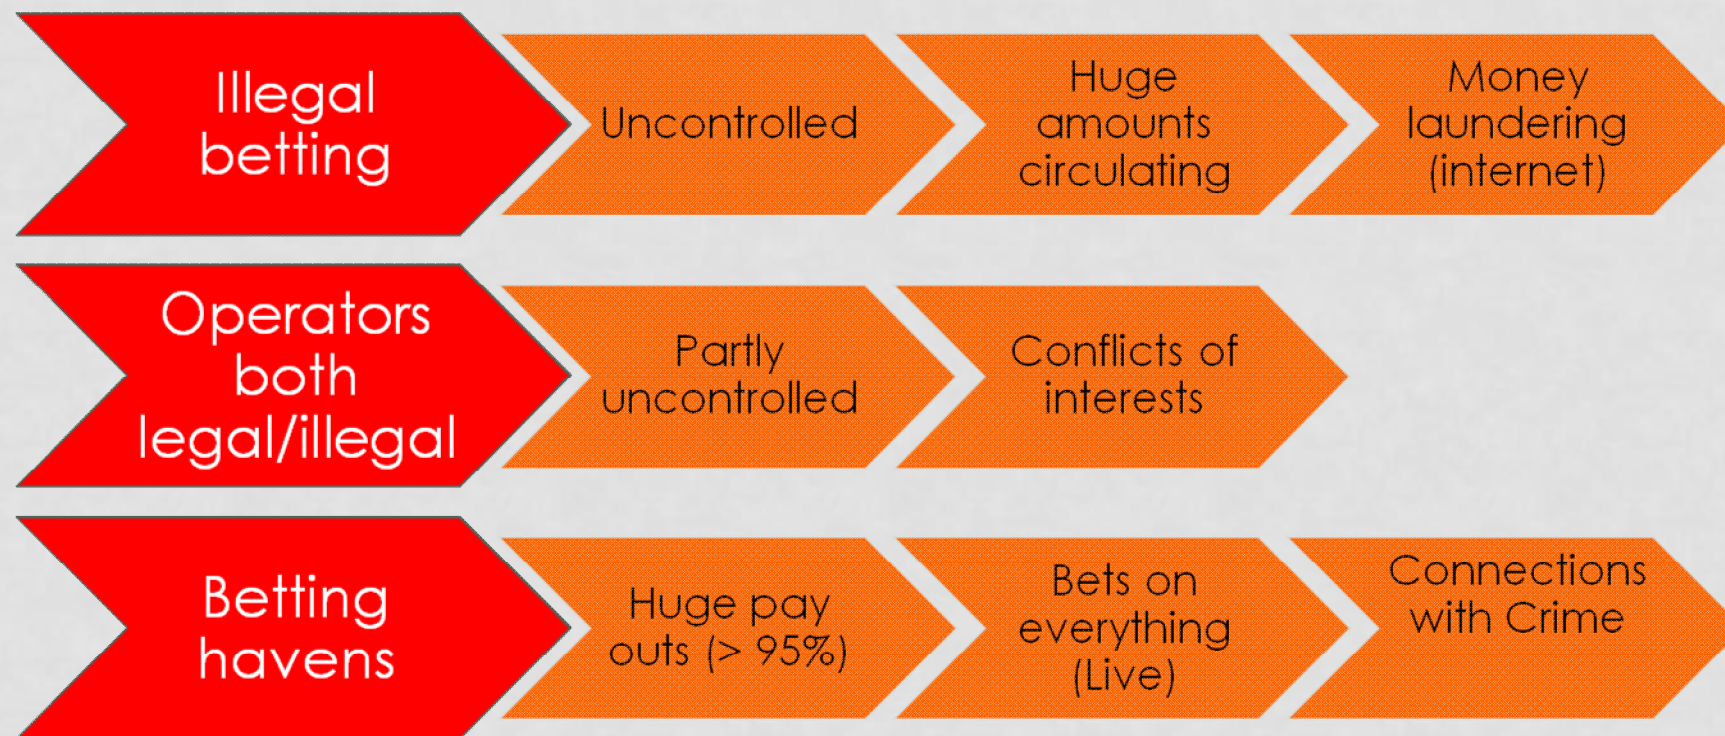 Illegal
betting
Uncontrolled
Huge
amounts
circulating
Money
laundering
(internet)
Operators
both
legal/illegal
Partly
uncontrolled
Conflicts of
interests
Betting
havens
Huge pay
outs (> 95%)
Bets on
everything
(Live)
Connections
with Crime